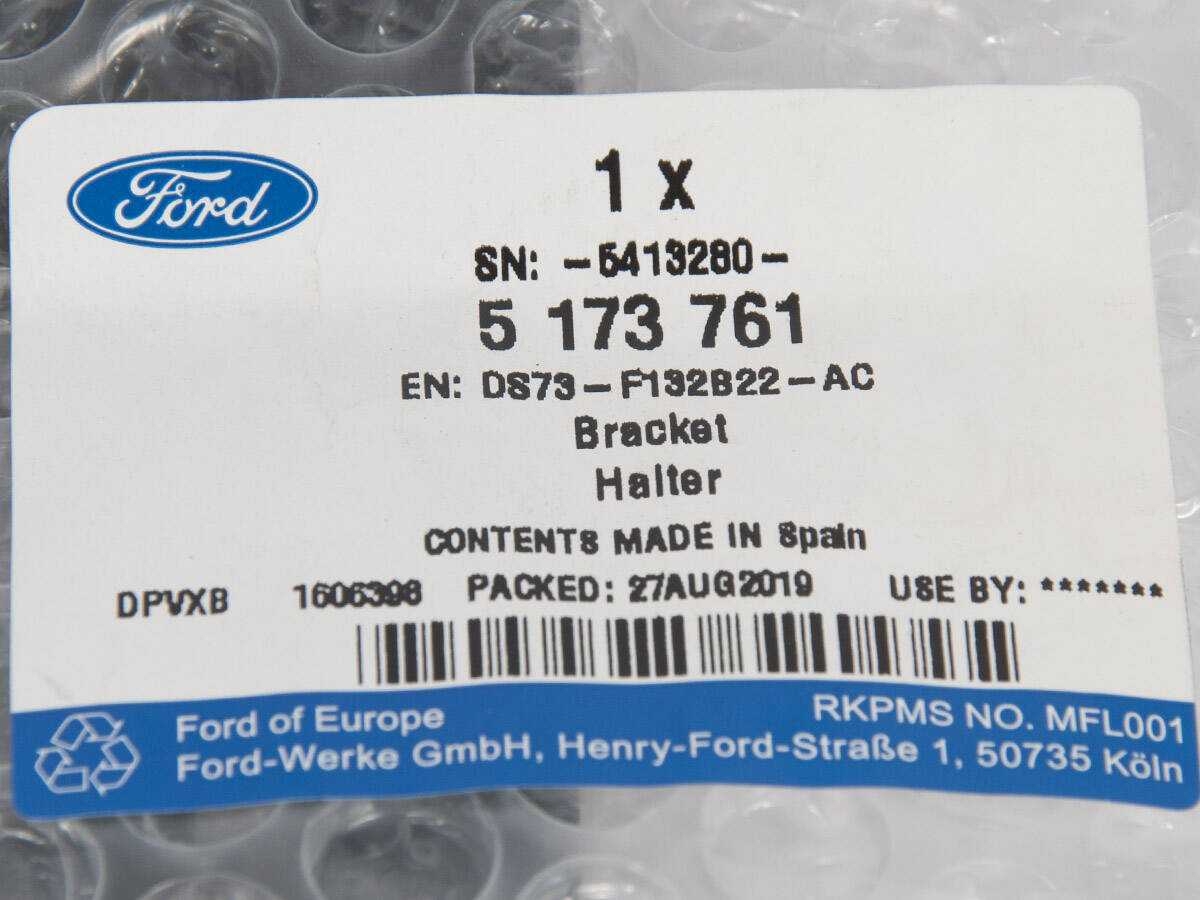 Ford
1 x
SN: -5413280-
5 173 761
EN: DS73-F132B22-AC
Bracket
Halter
CONTENTS MADE IN Spain
DPVXB 1606398 PACKED: 27AUG2019 USE BY: *******
Ford of Europe RKPMS NO. MFL001
Ford-Werke GmbH, Henry-Ford-Straße 1, 50735 Köln